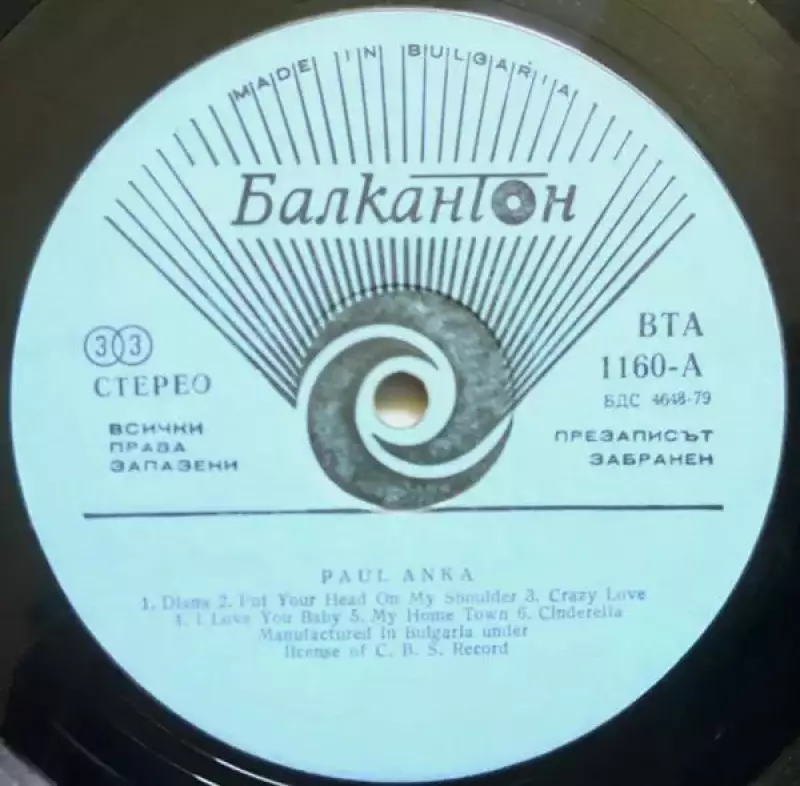 MADE IN BULGARIA
Балкантон
33
СТЕРЕО
ВСИЧКИ
ПРАВА
ЗАПАЗЕНИ
ВТА
1160-А
БДС 4648-79
ПРЕЗАПИСЪТ
ЗАБРАНЕН
PAUL ANKA
1. Diana 2. Put Your Head On My Shoulder 3. Crazy Love
4. I Love You Baby 5. My Home Town 6. Cinderella
Manufactured in Bulgaria under
license of C. B. S. Record